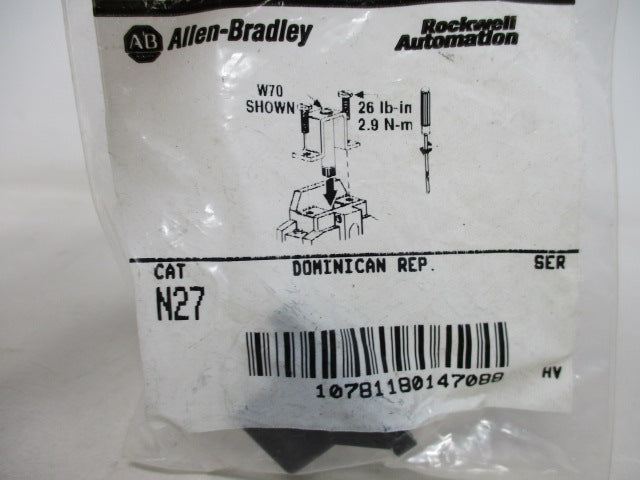 AB Allen-Bradley Rockwell Automation
W70 SHOWN
26 lb-in
2.9 N-m
CAT DOMINICAN REP. SER
N27
10781180147088 HV